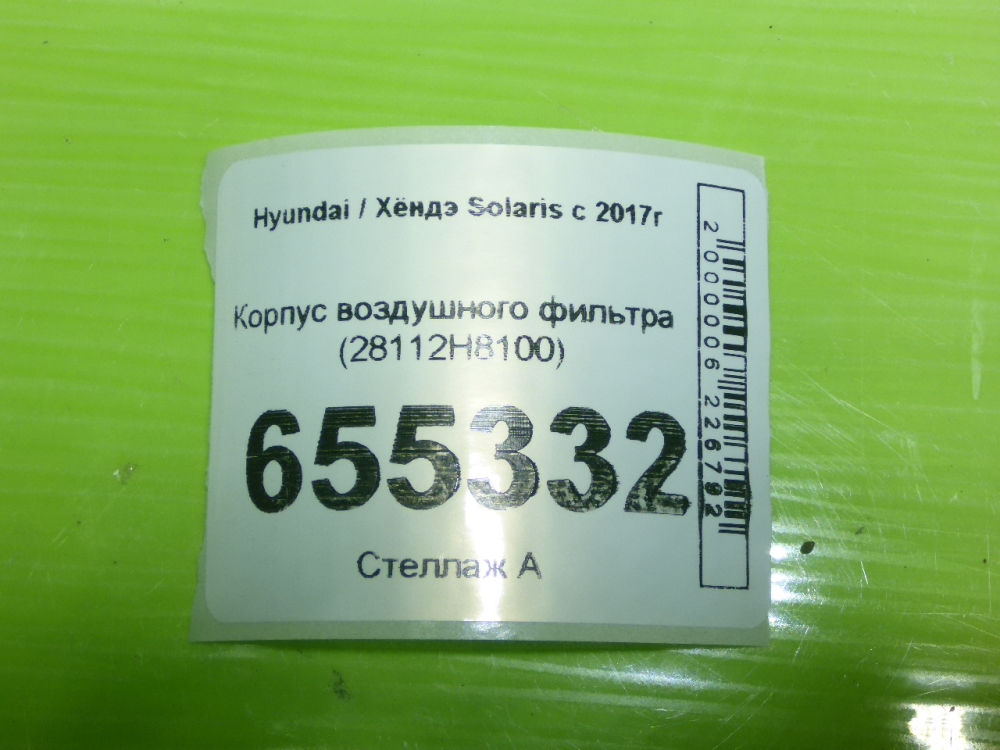 Hyundai / Хёндэ Solaris с 2017г
Корпус воздушного фильтра
(28112H8100)
655332
Стеллаж А
2000006226792